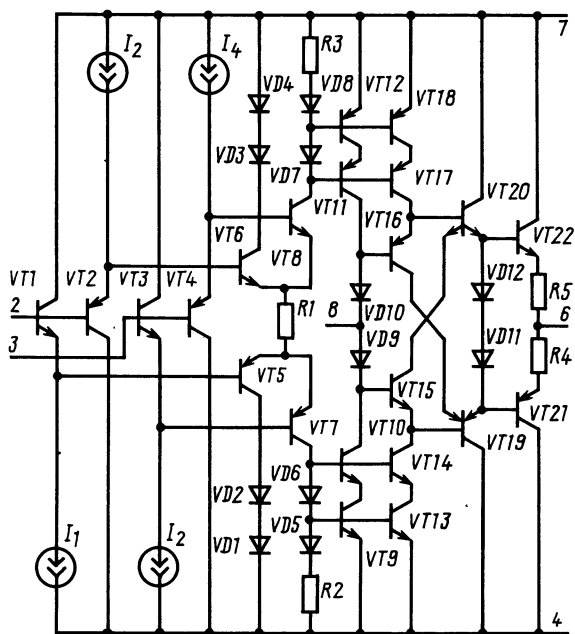 7
I2
I4
R3
VD4
VD8
VT12
VT18
VD3
VD7
VT17
VT11
VT20
VT6
VT16
VT22
VT8
VT1
VT2
VT3
VT4
VD12
R5
2
R1
8
VD10
6
3
VD9
VD11
R4
VT5
VT15
VT21
VT7
VT10
VT19
VD6
VT14
VD2
VD5
VT13
VD1
I1
I2
VT9
R2
4